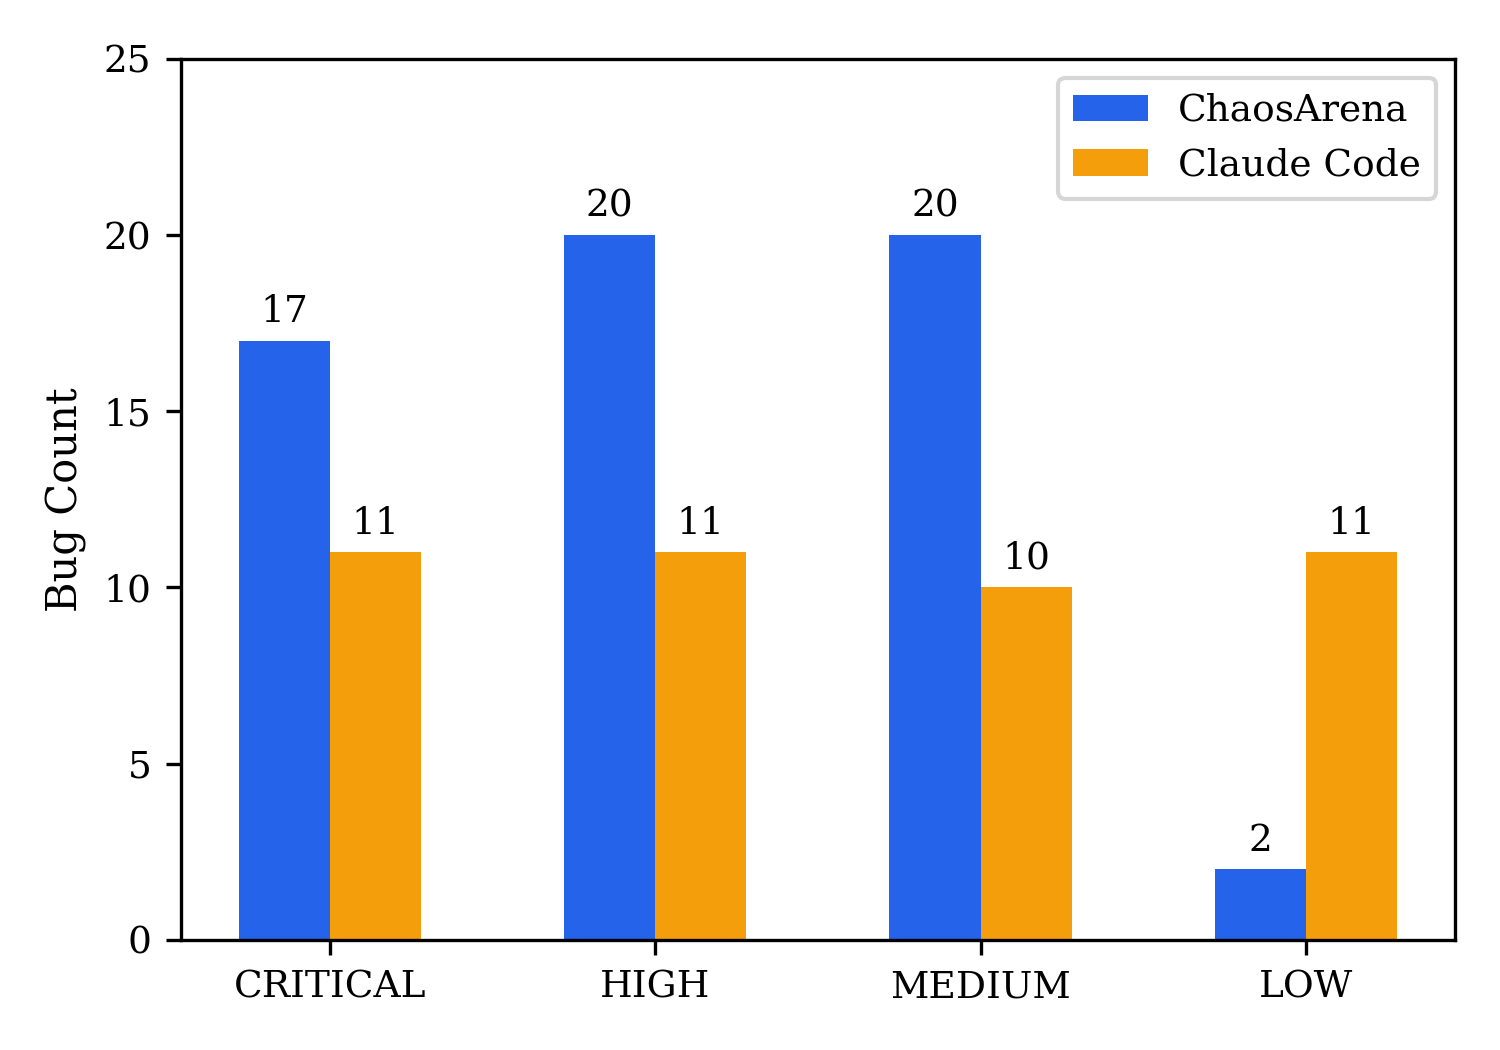 25
20
15
10
5
0
Bug Count
ChaosArena
Claude Code
17
11
20
11
20
10
2
11
CRITICAL
HIGH
MEDIUM
LOW